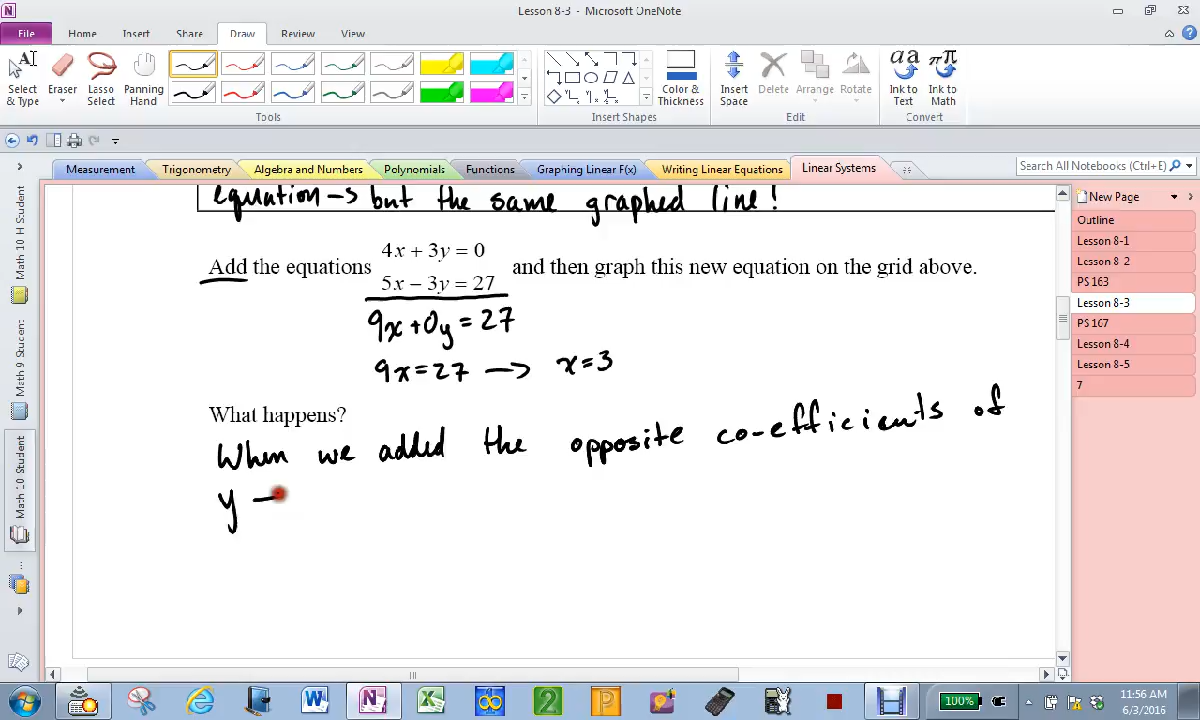 Lesson 8-3 - Microsoft OneNote
File Home Insert Share Draw Review View
Select & Type
Eraser
Lasso Select
Panning Hand
Color & Thickness
Insert Space
Delete
Arrange
Rotate
Ink to Text
Ink to Math
Tools
Insert Shapes
Edit
Convert
Measurement
Trigonometry
Algebra and Numbers
Polynomials
Functions
Graphing Linear F(x)
Writing Linear Equations
Linear Systems
Search All Notebooks (Ctrl+E)
Math 10 H Student
Math 9 Student
Math 10 Student
equation → but the same graphed line!
Add the equations 4x + 3y = 0
5x − 3y = 27 and then graph this new equation on the grid above.
9x + 0y = 27
9x = 27 → x = 3
What happens?
When we added the opposite co-efficients of
y –
New Page
Outline
Lesson 8-1
Lesson 8-2
PS 163
Lesson 8-3
PS 167
Lesson 8-4
Lesson 8-5
7
100%
11:56 AM
6/3/2016